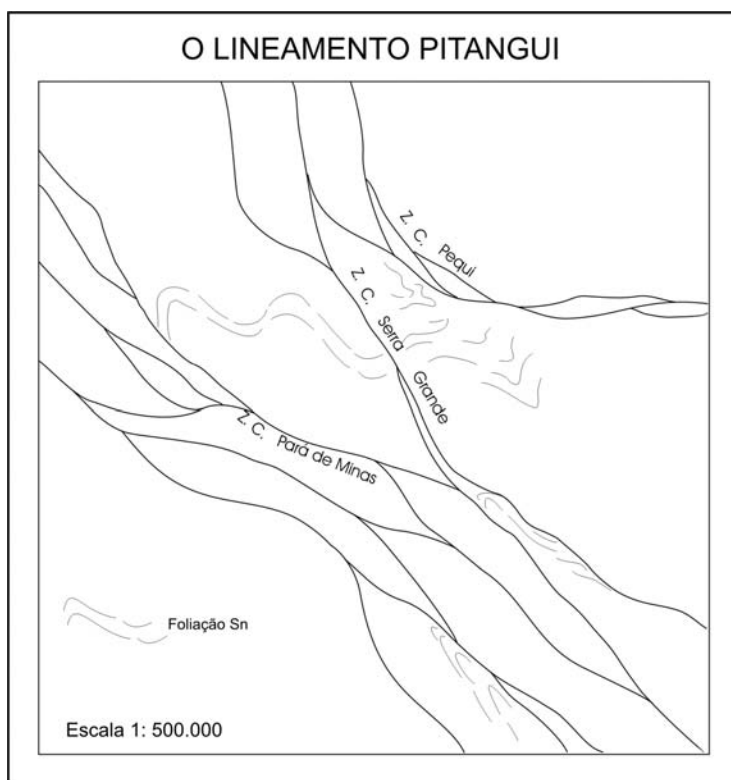 O LINEAMENTO PITANGUI
Z. C. Pequi
Z. C. Serra Grande
Z. C. Pará de Minas
Foliação Sn
Escala 1: 500.000